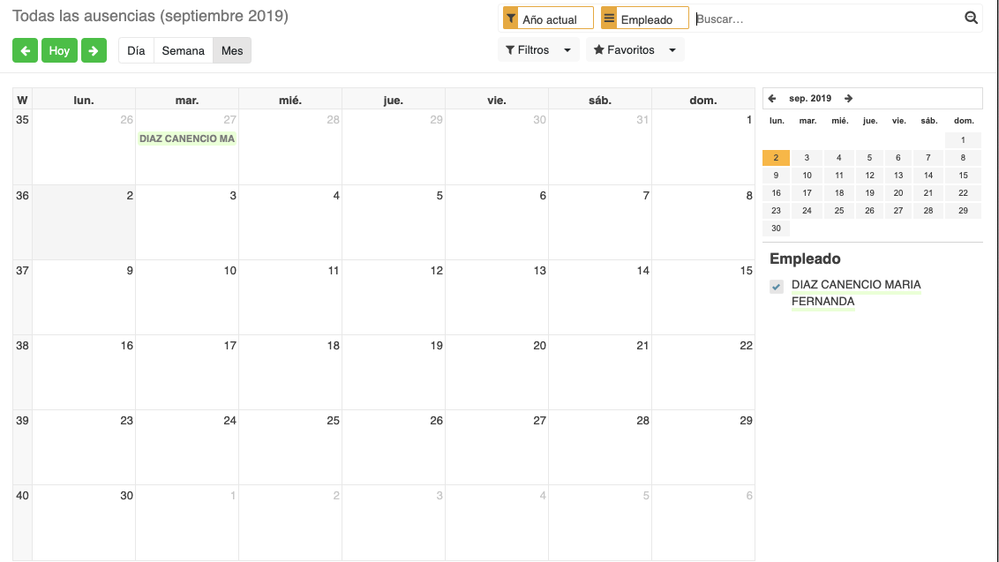 Todas las ausencias (septiembre 2019)
Año actual Empleado Buscar...
Hoy Día Semana Mes
Filtros Favoritos
W lun. mar. mié. jue. vie. sáb. dom.
35 26 27 28 29 30 31 1
DIAZ CANENCIO MA
36 2 3 4 5 6 7 8
37 9 10 11 12 13 14 15
38 16 17 18 19 20 21 22
39 23 24 25 26 27 28 29
40 30 1 2 3 4 5 6
sep. 2019
lun. mar. mié. jue. vie. sáb. dom.
1
2 3 4 5 6 7 8
9 10 11 12 13 14 15
16 17 18 19 20 21 22
23 24 25 26 27 28 29
30
Empleado
DIAZ CANENCIO MARIA
FERNANDA